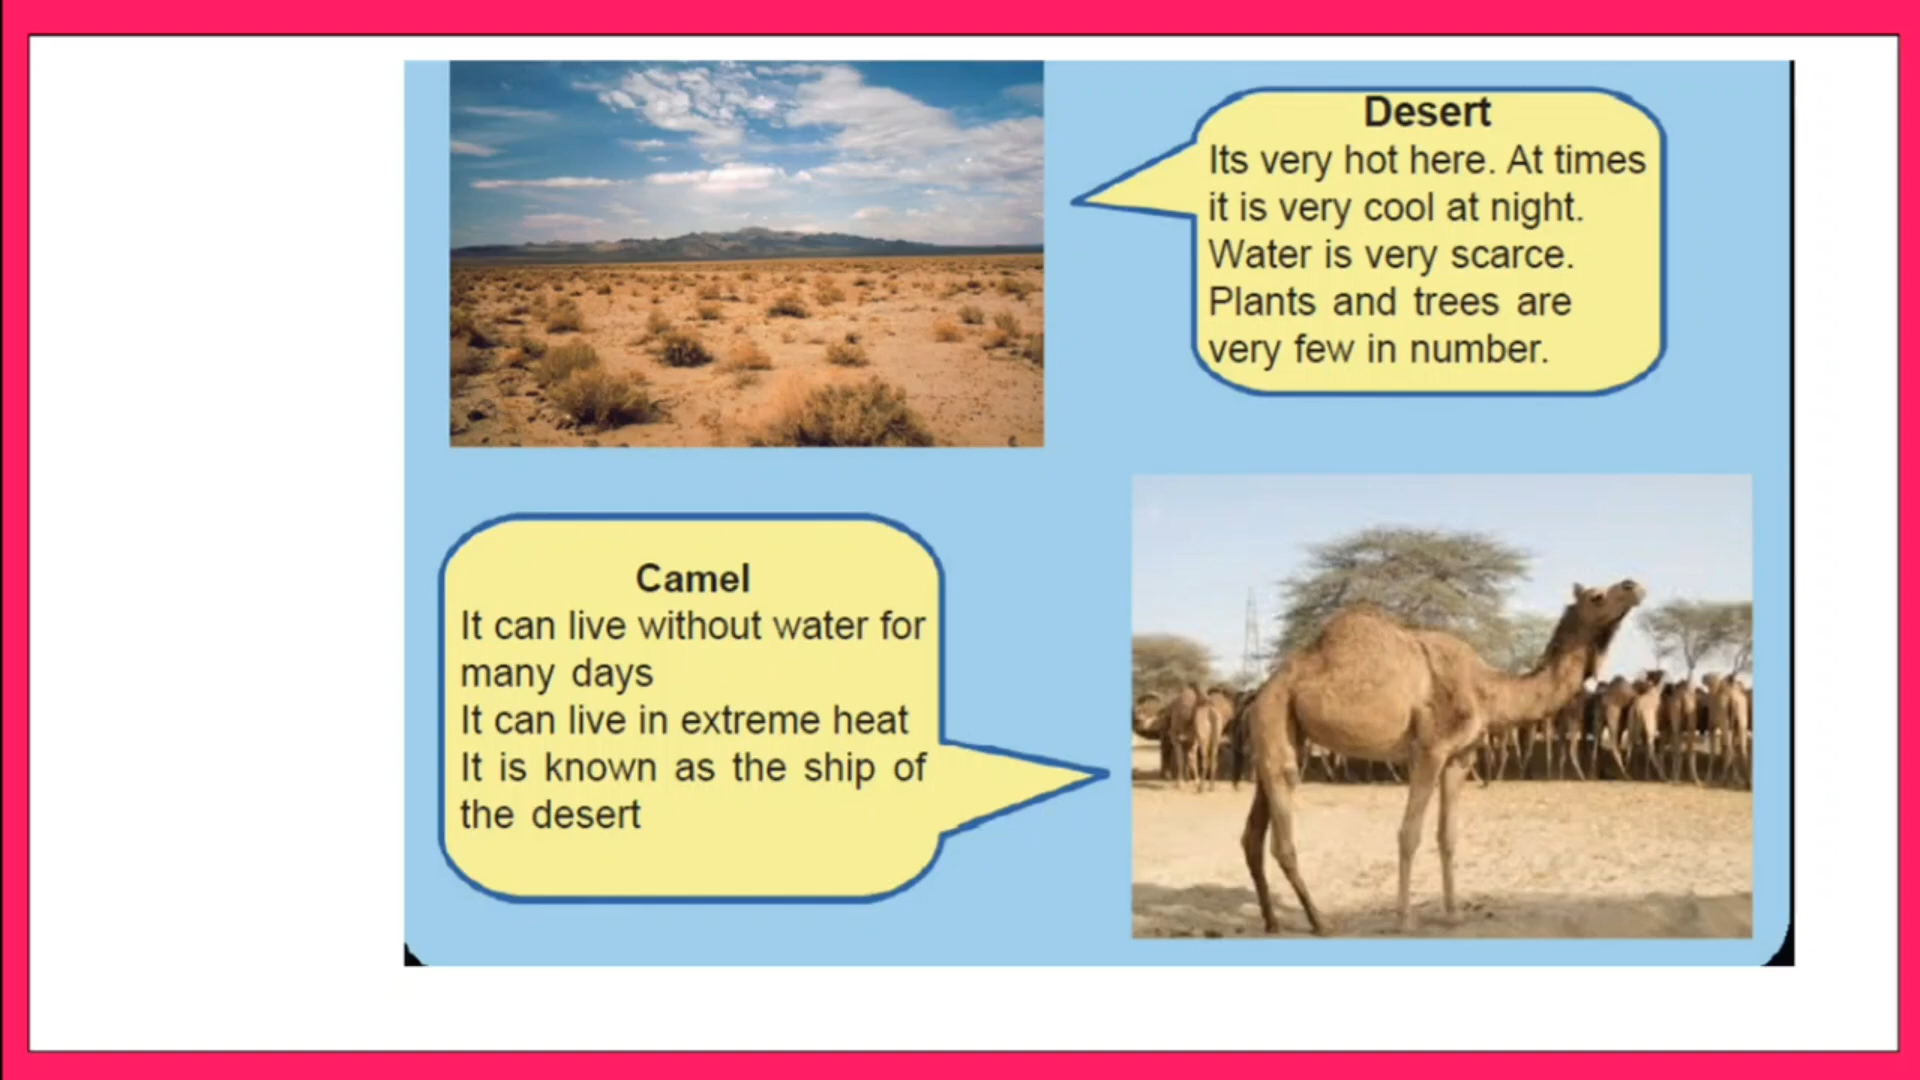 Desert
Its very hot here. At times
it is very cool at night.
Water is very scarce.
Plants and trees are
very few in number.
Camel
It can live without water for
many days
It can live in extreme heat
It is known as the ship of
the desert